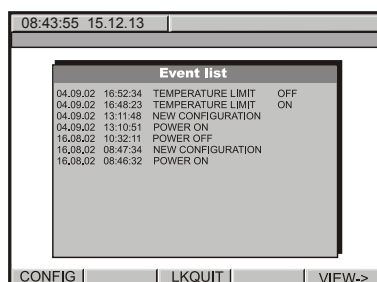 08:43:55 15.12.13
Event list
04.09.02 16:52:34 TEMPERATURE LIMIT OFF
04.09.02 16:48:23 TEMPERATURE LIMIT ON
04.09.02 13:11:48 NEW CONFIGURATION
04.09.02 13:10:51 POWER ON
16.08.02 10:32:11 POWER OFF
16.08.02 08:47:34 NEW CONFIGURATION
16.08.02 08:46:32 POWER ON
CONFIG LKQUIT VIEW->